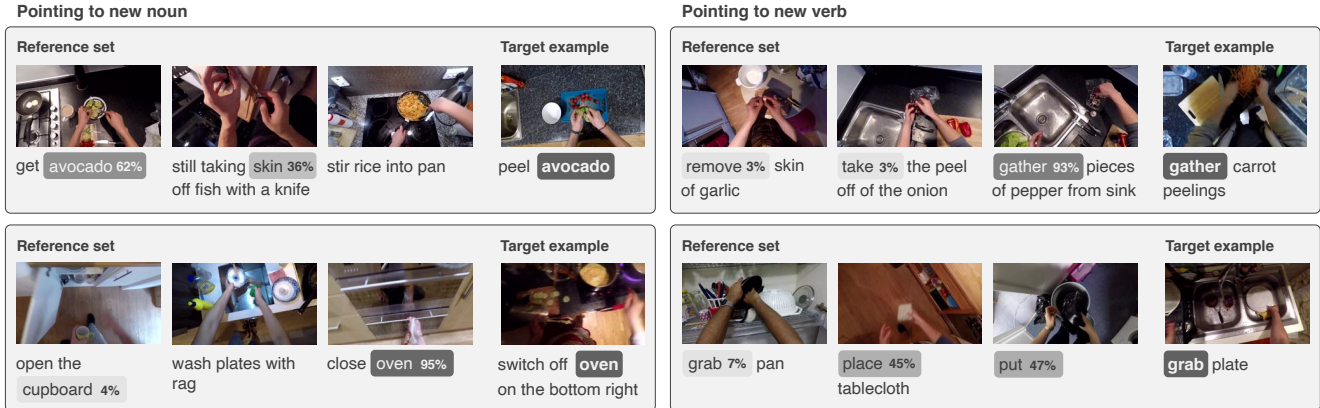 Pointing to new noun
Reference set
Target example
get avocado 62%
still taking skin 36%
off fish with a knife
stir rice into pan
peel avocado
Reference set
Target example
open the
cupboard 4%
wash plates with
rag
close oven 95%
switch off oven
on the bottom right
Pointing to new verb
Reference set
Target example
remove 3% skin
of garlic
take 3% the peel
off of the onion
gather 93% pieces
of pepper from sink
gather carrot
peelings
Reference set
Target example
grab 7% pan
place 45%
tablecloth
put 47%
grab plate